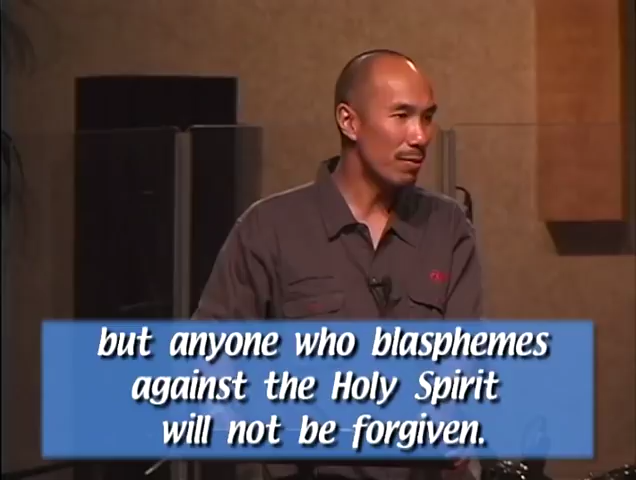 but anyone who blasphemes
against the Holy Spirit
will not be forgiven.